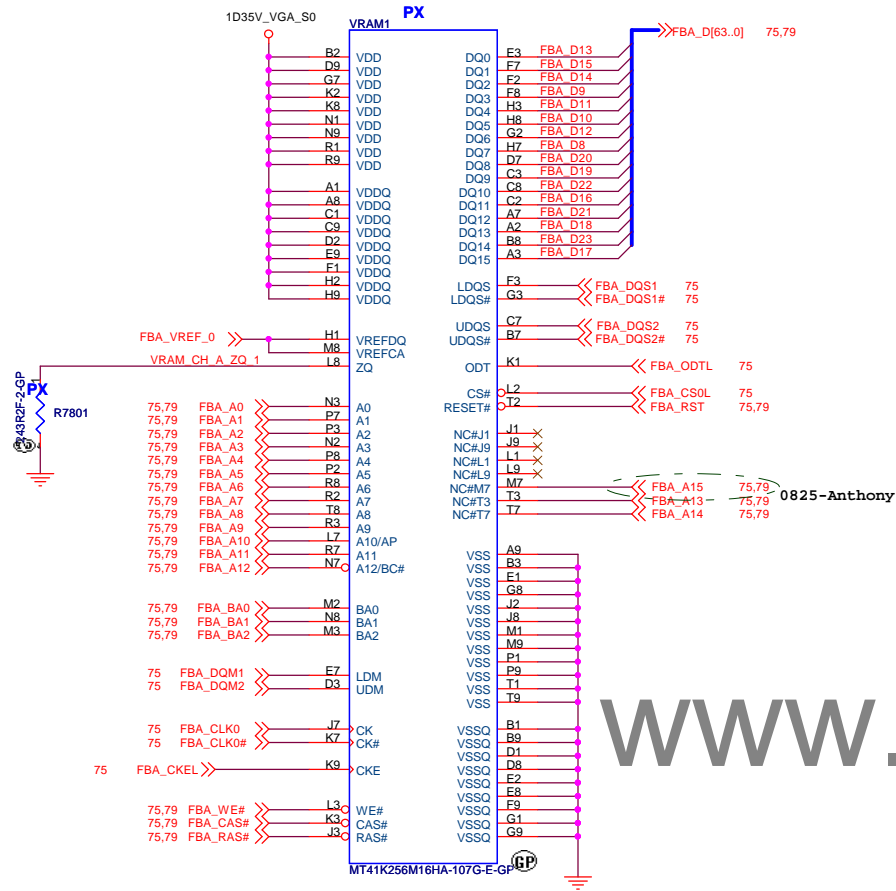 1D35V_VGA_S0
PX
VRAM1
FBA_D[63..0] 75,79
B2 VDD DQ0 E3 FBA_D13
D9 VDD DQ1 F7 FBA_D15
G7 VDD DQ2 F2 FBA_D14
K2 VDD DQ3 F8 FBA_D9
K8 VDD DQ4 H3 FBA_D11
N1 VDD DQ5 H8 FBA_D10
N9 VDD DQ6 G2 FBA_D12
R1 VDD DQ7 H7 FBA_D8
R9 VDD DQ8 D7 FBA_D20
DQ9 C3 FBA_D19
A1 VDDQ DQ10 C8 FBA_D22
A8 VDDQ DQ11 C2 FBA_D16
C1 VDDQ DQ12 A7 FBA_D21
C9 VDDQ DQ13 A2 FBA_D18
D2 VDDQ DQ14 B8 FBA_D23
E9 VDDQ DQ15 A3 FBA_D17
F1 VDDQ
H2 VDDQ LDQS F3 FBA_DQS1 75
H9 VDDQ LDQS# G3 FBA_DQS1# 75
UDQS C7 FBA_DQS2 75
FBA_VREF_0 H1 VREFDQ UDQS# B7 FBA_DQS2# 75
M8 VREFCA
VRAM_CH_A_ZQ_1 L8 ZQ ODT K1 FBA_ODTL 75
PX
243R2F-2-GP
1
R7801
CS# L2 FBA_CS0L 75
75,79 FBA_A0 N3 A0 RESET# T2 FBA_RST 75,79
75,79 FBA_A1 P7 A1
75,79 FBA_A2 P3 A2 NC#J1 J1
75,79 FBA_A3 N2 A3 NC#J9 J9
75,79 FBA_A4 P8 A4 NC#L1 L1
75,79 FBA_A5 P2 A5 NC#L9 L9
75,79 FBA_A6 R8 A6 NC#M7 M7 FBA_A15 75,79
0825-Anthony
75,79 FBA_A7 R2 A7 NC#T3 T3 FBA_A13 75,79
75,79 FBA_A8 T8 A8 NC#T7 T7 FBA_A14 75,79
75,79 FBA_A9 R3 A9
75,79 FBA_A10 L7 A10/AP
75,79 FBA_A11 R7 A11 VSS A9
75,79 FBA_A12 N7 A12/BC# VSS B3
VSS E1
VSS G8
75,79 FBA_BA0 M2 BA0 VSS J2
75,79 FBA_BA1 N8 BA1 VSS J8
75,79 FBA_BA2 M3 BA2 VSS M1
VSS M9
VSS P1
75 FBA_DQM1 E7 LDM VSS P9
75 FBA_DQM2 D3 UDM VSS T1
VSS T9
75 FBA_CLK0 J7 CK VSSQ B1
75 FBA_CLK0# K7 CK# VSSQ B9
VSSQ D1
75 FBA_CKEL K9 CKE VSSQ D8
VSSQ E2
VSSQ E8
75,79 FBA_WE# L3 WE# VSSQ F9
75,79 FBA_CAS# K3 CAS# VSSQ G1
75,79 FBA_RAS# J3 RAS# VSSQ G9
MT41K256M16HA-107G-E-GP
GP
www.